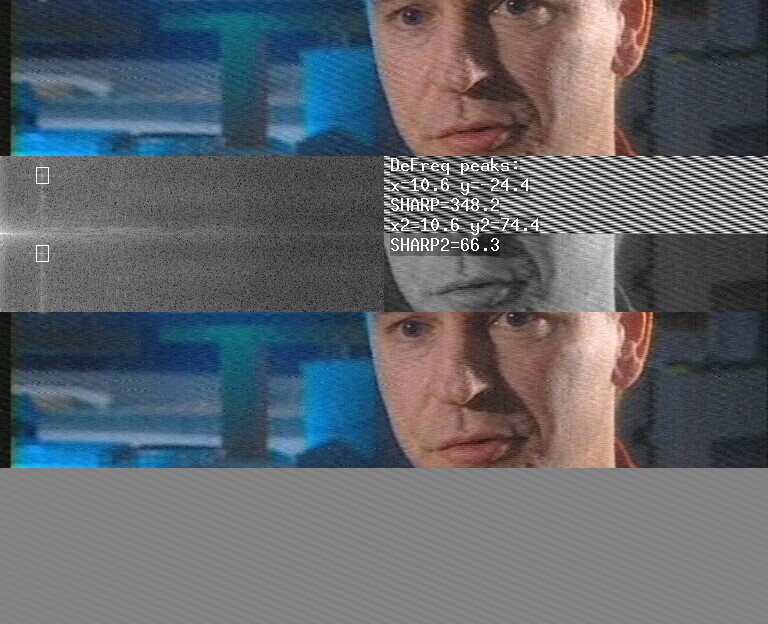 DeFreq peaks:
x=10.6 y=-24.4
SHARP=348.2
x2=10.6 y2=74.4
SHARP2=66.3